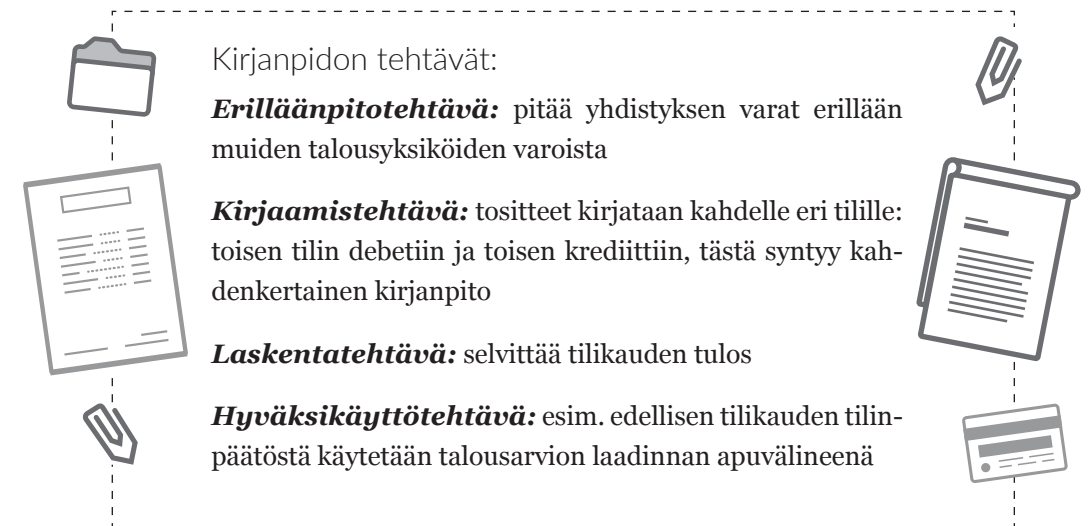 Kirjanpidon tehtävät:
Erilläänpitotehtävä: pitää yhdistyksen varat erillään
muiden talousyksiköiden varoista
Kirjaamistehtävä: tositteet kirjataan kahdelle eri tilille:
toisen tilin debetiin ja toisen krediittiin, tästä syntyy kah-
denkertainen kirjanpito
Laskentatehtävä: selvittää tilikauden tulos
Hyväksikäyttötehtävä: esim. edellisen tilikauden tilin-
päätöstä käytetään talousarvion laadinnan apuvälineenä